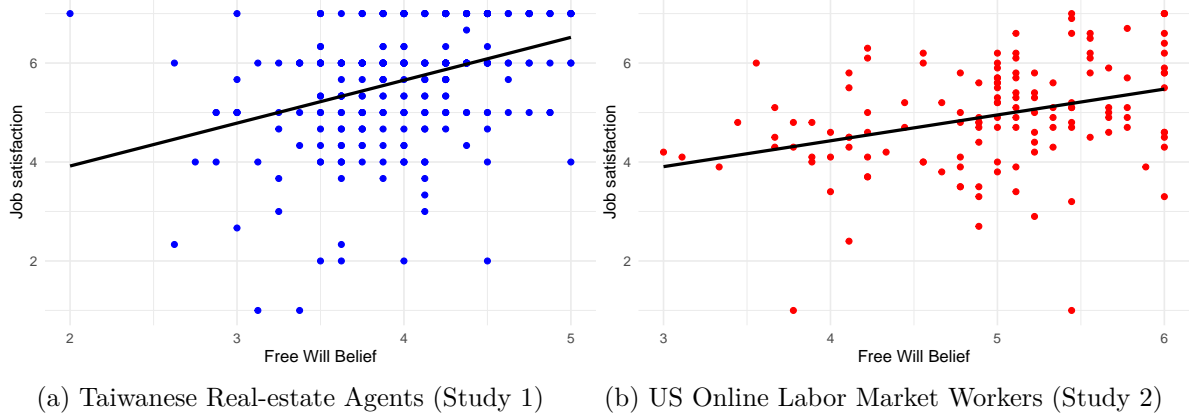 Job satisfaction
6
4
2
2
3
4
5
Free Will Belief
Job satisfaction
6
4
2
3
4
5
6
Free Will Belief
(a) Taiwanese Real-estate Agents (Study 1)
(b) US Online Labor Market Workers (Study 2)